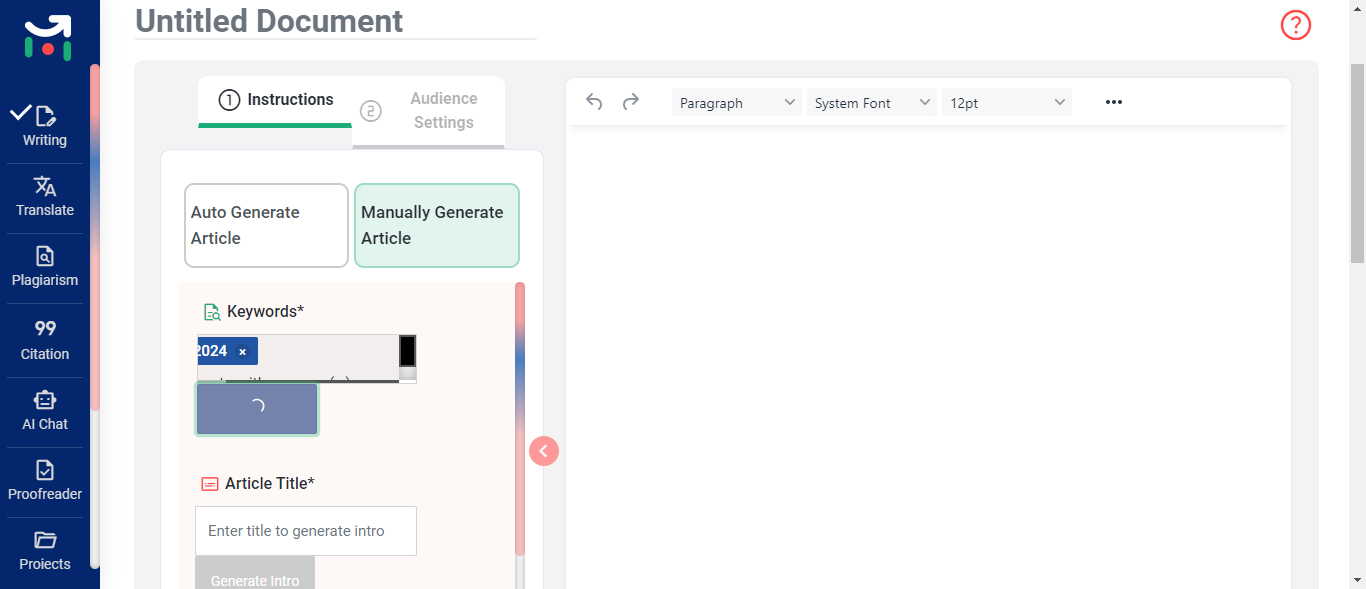 Untitled Document
?
Writing
Translate
Plagiarism
99
Citation
AI Chat
Proofreader
Projects
1 Instructions
2
Audience
Settings
Auto Generate
Article
Manually Generate
Article
Keywords*
2024 ×
Article Title*
Enter title to generate intro
Generate Intro
Paragraph
System Font
12pt